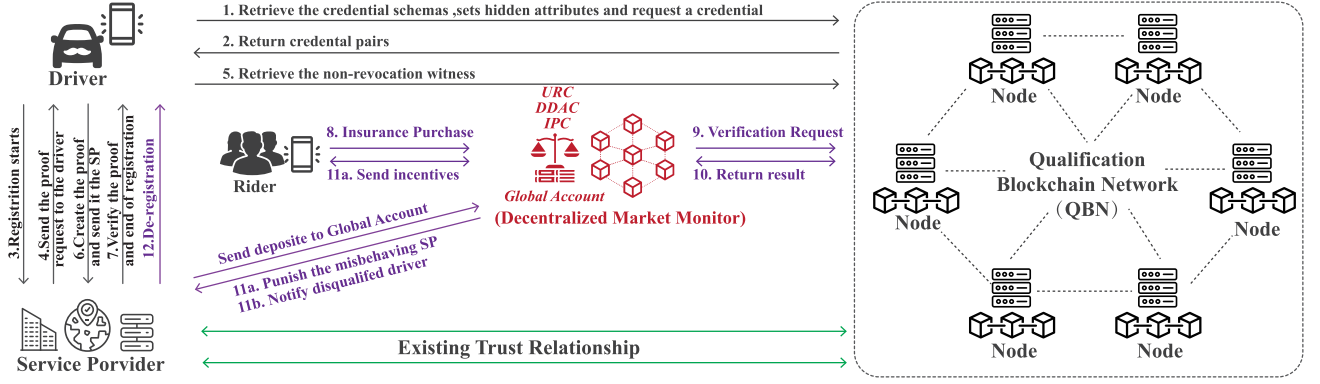 1. Retrieve the credential schemas ,sets hidden attributes and request a credential
2. Return credental pairs
5. Retrieve the non-revocation witness
Driver
3.Registrition starts
4.Send the proof
request to the driver
6.Create the proof
and send it the SP
7.Verify the proof
and end of registration
12.De-registration
Rider
8. Insurance Purchase
11a. Send incentives
URC
DDAC
IPC
Global Account
(Decentralized Market Monitor)
9. Verification Request
10. Return result
Send deposite to Global Account
11a. Punish the misbehaving SP
11b. Notify disqualifed driver
Service Porvider
Existing Trust Relationship
Node
Node
Node
Qualification
Blockchain Network
(QBN)
Node
Node
Node